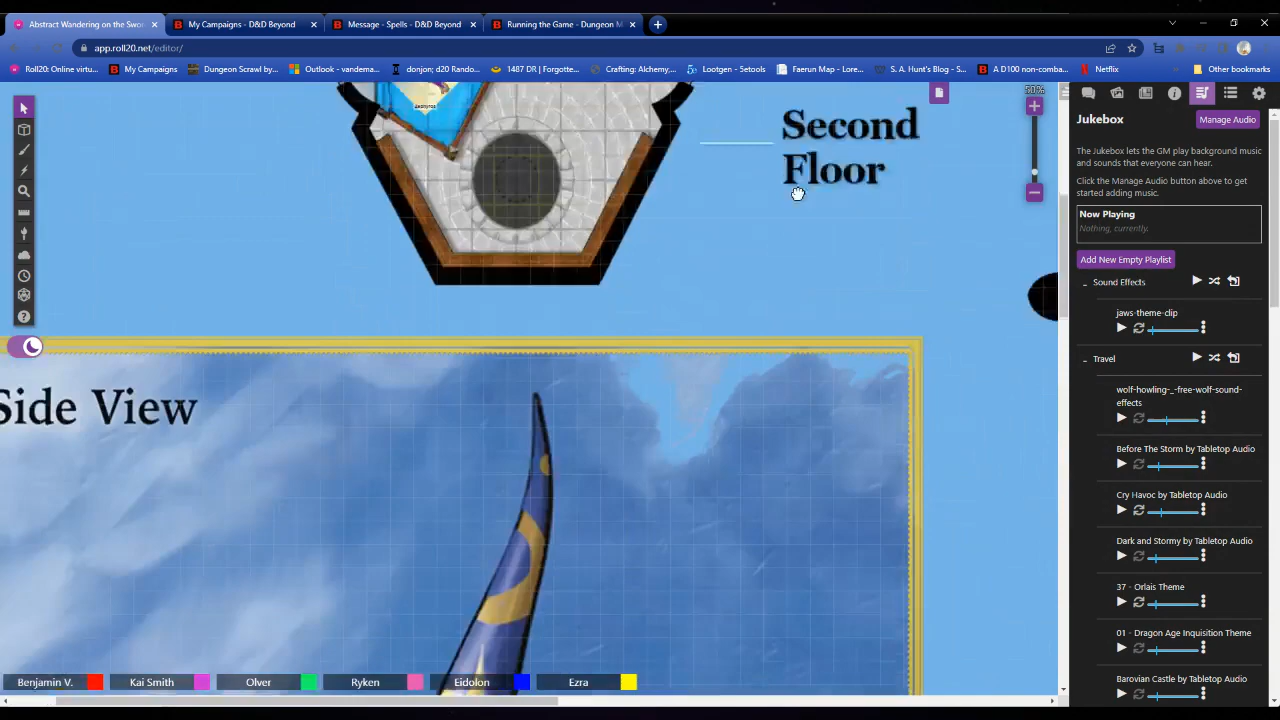 Abstract Wandering on the Swor
My Campaigns - D&D Beyond
Message - Spells - D&D Beyond
Running the Game - Dungeon M
app.roll20.net/editor/
Roll20: Online virtu...
My Campaigns
Dungeon Scrawl by...
Outlook - vandema...
donjon; d20 Rando...
1487 DR | Forgotte...
Crafting: Alchemy,...
Lootgen - 5etools
Faerun Map - Lore...
S. A. Hunt's Blog - S...
A D100 non-comba...
Netflix
Other bookmarks
50%
Second
Floor
Side View
Jukebox
Manage Audio
The Jukebox lets the GM play background music
and sounds that everyone can hear.
Click the Manage Audio button above to get
started adding music.
Now Playing
Nothing, currently.
Add New Empty Playlist
Sound Effects
jaws-theme-clip
Travel
wolf-howling-_-free-wolf-sound-
effects
Before The Storm by Tabletop Audio
Cry Havoc by Tabletop Audio
Dark and Stormy by Tabletop Audio
37 - Orlais Theme
01 - Dragon Age Inquisition Theme
Barovian Castle by Tabletop Audio
Benjamin V.
Kai Smith
Olver
Ryken
Eidolon
Ezra